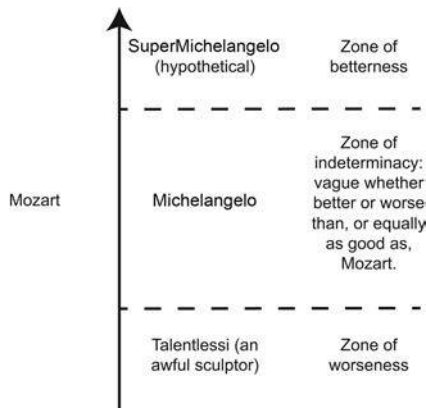 SuperMichelangelo
(hypothetical)
Zone of
betterness
Mozart
Michelangelo
Zone of
indeterminacy:
vague whether
better or worse
than, or equally
as good as,
Mozart.
Talentlessi (an
awful sculptor)
Zone of
worseness